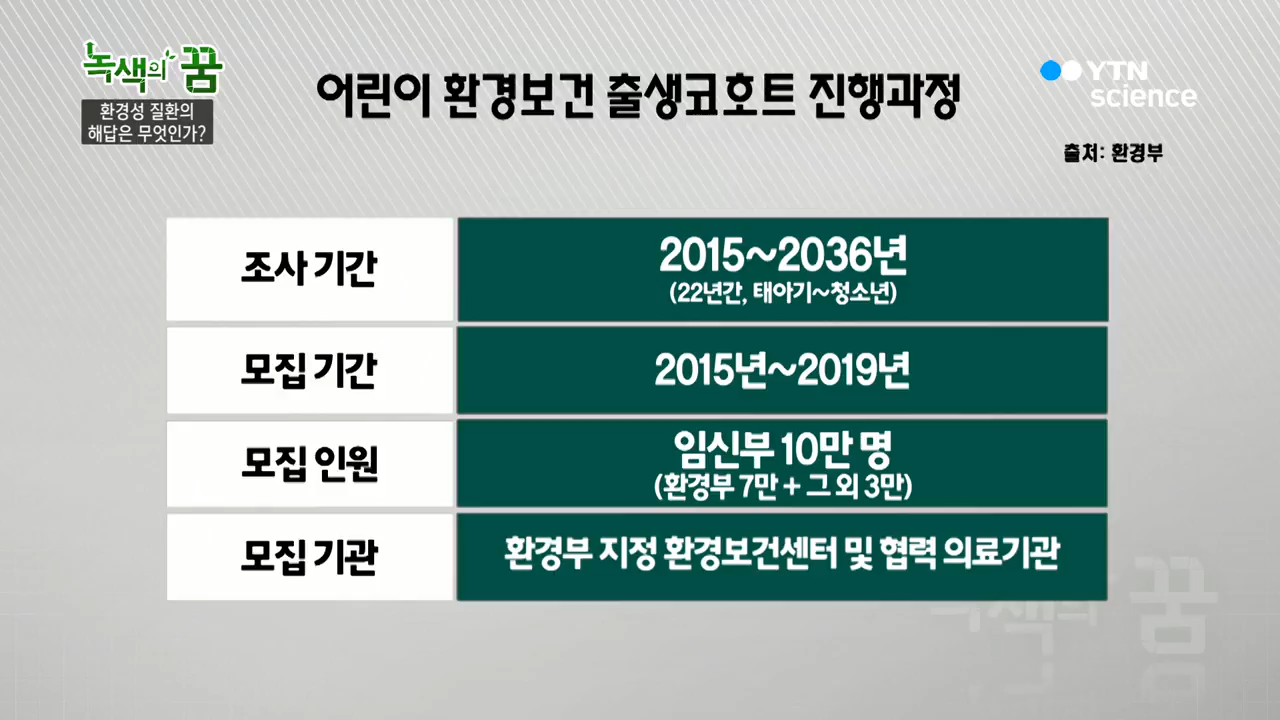 녹색의 꿈
환경성 질환의
해답은 무엇인가?
어린이 환경보건 출생코호트 진행과정
YTN
science
출처: 환경부
조사 기간
2015~2036년
(22년간, 태아기~청소년)
모집 기간
2015년~2019년
모집 인원
임신부 10만 명
(환경부 7만 + 그 외 3만)
모집 기관
환경부 지정 환경보건센터 및 협력 의료기관
녹색의 꿈